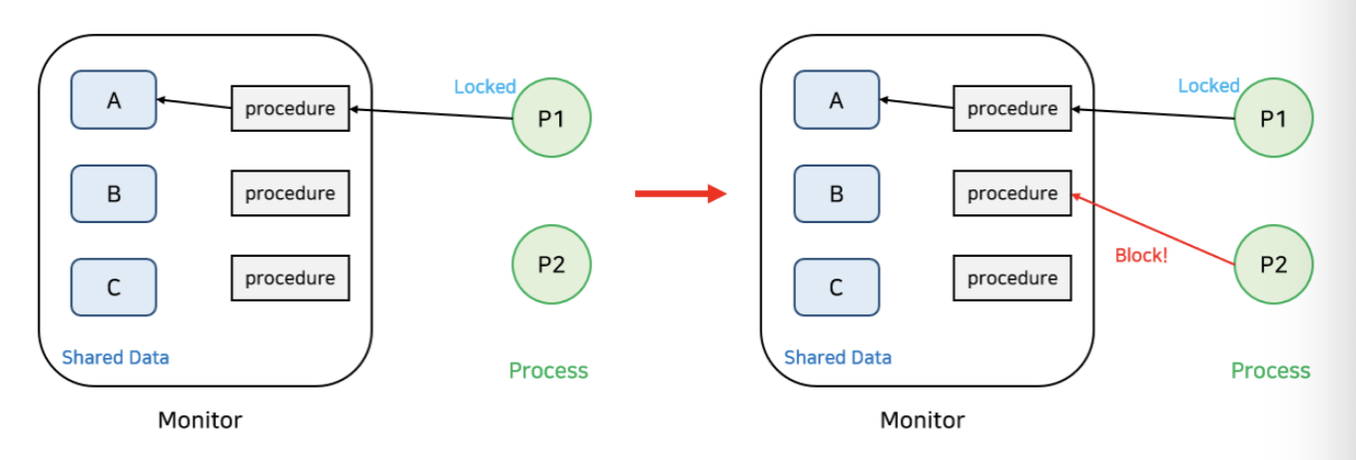 Locked
A
procedure
P1
B
procedure
P2
C
procedure
Shared Data
Process
Monitor
Locked
A
procedure
P1
B
procedure
Block!
P2
C
procedure
Shared Data
Process
Monitor